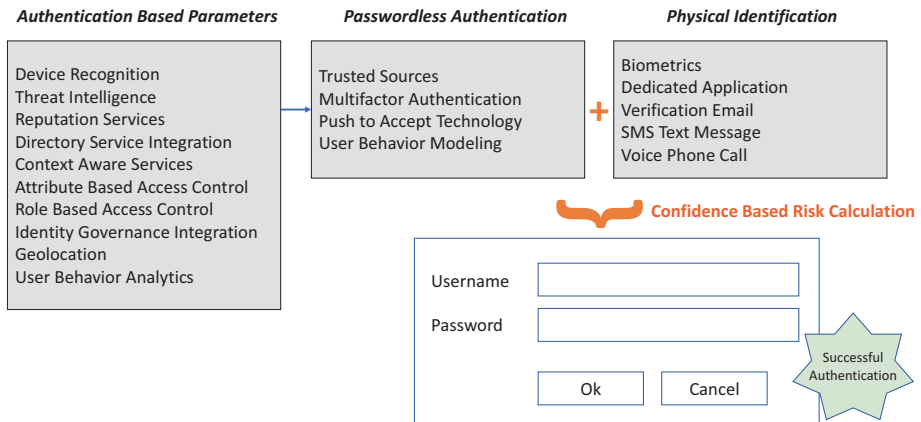 Authentication Based Parameters
Device Recognition
Threat Intelligence
Reputation Services
Directory Service Integration
Context Aware Services
Attribute Based Access Control
Role Based Access Control
Identity Governance Integration
Geolocation
User Behavior Analytics
Passwordless Authentication
Trusted Sources
Multifactor Authentication
Push to Accept Technology
User Behavior Modeling
+
Physical Identification
Biometrics
Dedicated Application
Verification Email
SMS Text Message
Voice Phone Call
Confidence Based Risk Calculation
Username
Password
Ok Cancel
Successful
Authentication